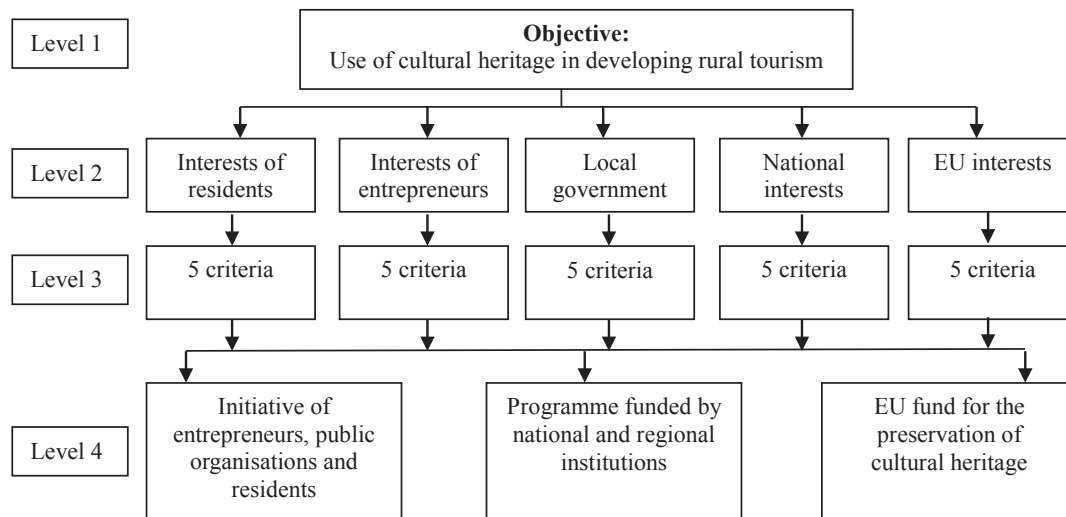 Level 1
Objective:
Use of cultural heritage in developing rural tourism
Level 2
Interests of
residents
Interests of
entrepreneurs
Local
government
National
interests
EU interests
Level 3
5 criteria
5 criteria
5 criteria
5 criteria
5 criteria
Level 4
Initiative of
entrepreneurs, public
organisations and
residents
Programme funded by
national and regional
institutions
EU fund for the
preservation of
cultural heritage